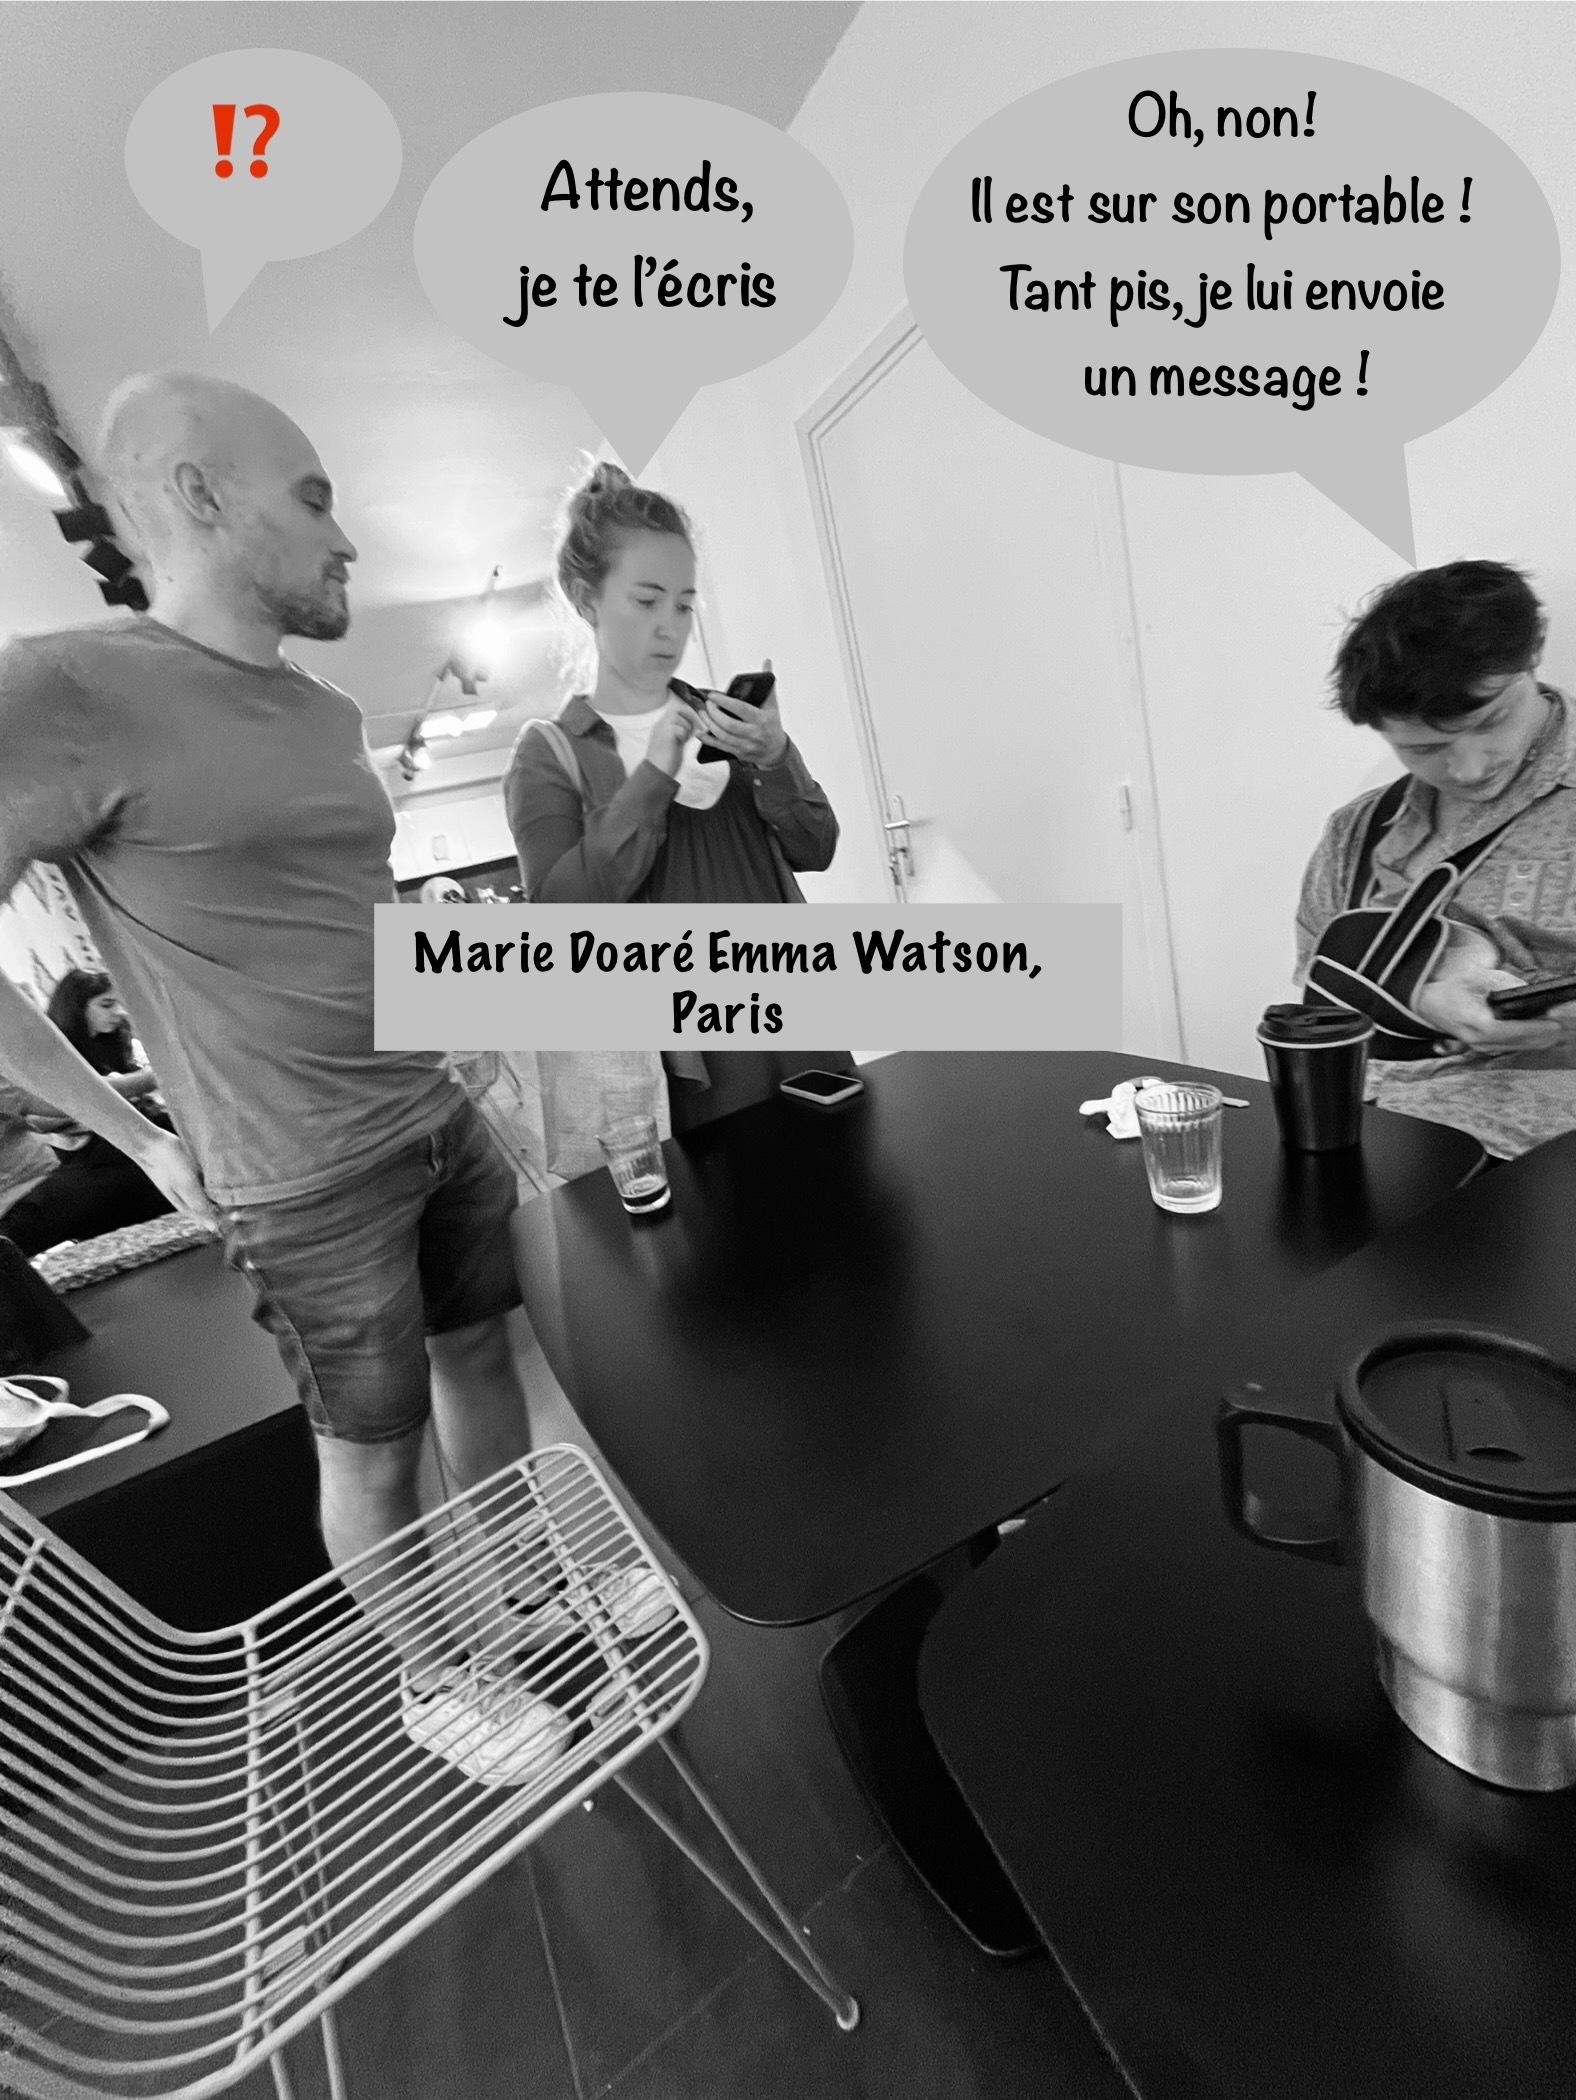 ⁉
Attends,
je te l'écris
Oh, non!
Il est sur son portable !
Tant pis, je lui envoie
un message !
Marie Doaré Emma Watson,
Paris